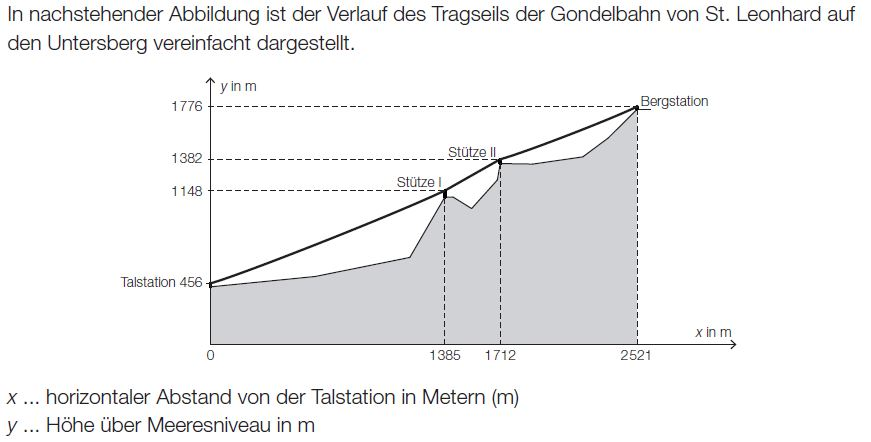 In nachstehender Abbildung ist der Verlauf des Tragseils der Gondelbahn von St. Leonhard auf
den Untersberg vereinfacht dargestellt.
y in m
1776
Bergstation
1382
Stütze II
1148
Stütze I
Talstation 456
x in m
0
1385
1712
2521
x ... horizontaler Abstand von der Talstation in Metern (m)
y ... Höhe über Meeresniveau in m